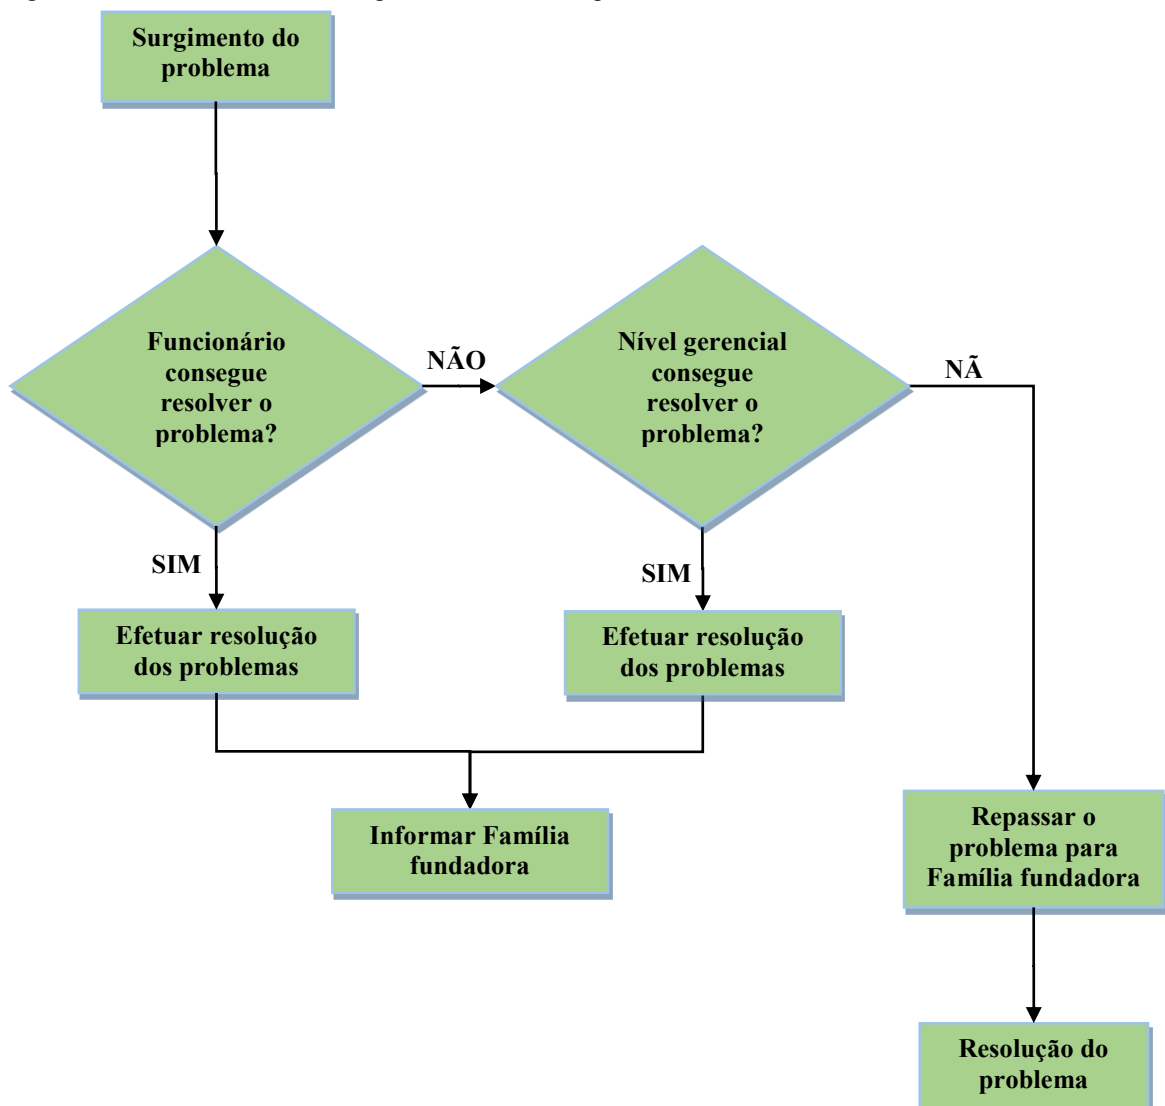 Surgimento do
problema
Funcionário
consegue
resolver o
problema?
NÃO
Nível gerencial
consegue
resolver o
problema?
NÃ
SIM
SIM
Efetuar resolução
dos problemas
Efetuar resolução
dos problemas
Informar Família
fundadora
Repassar o
problema para
Família fundadora
Resolução do
problema